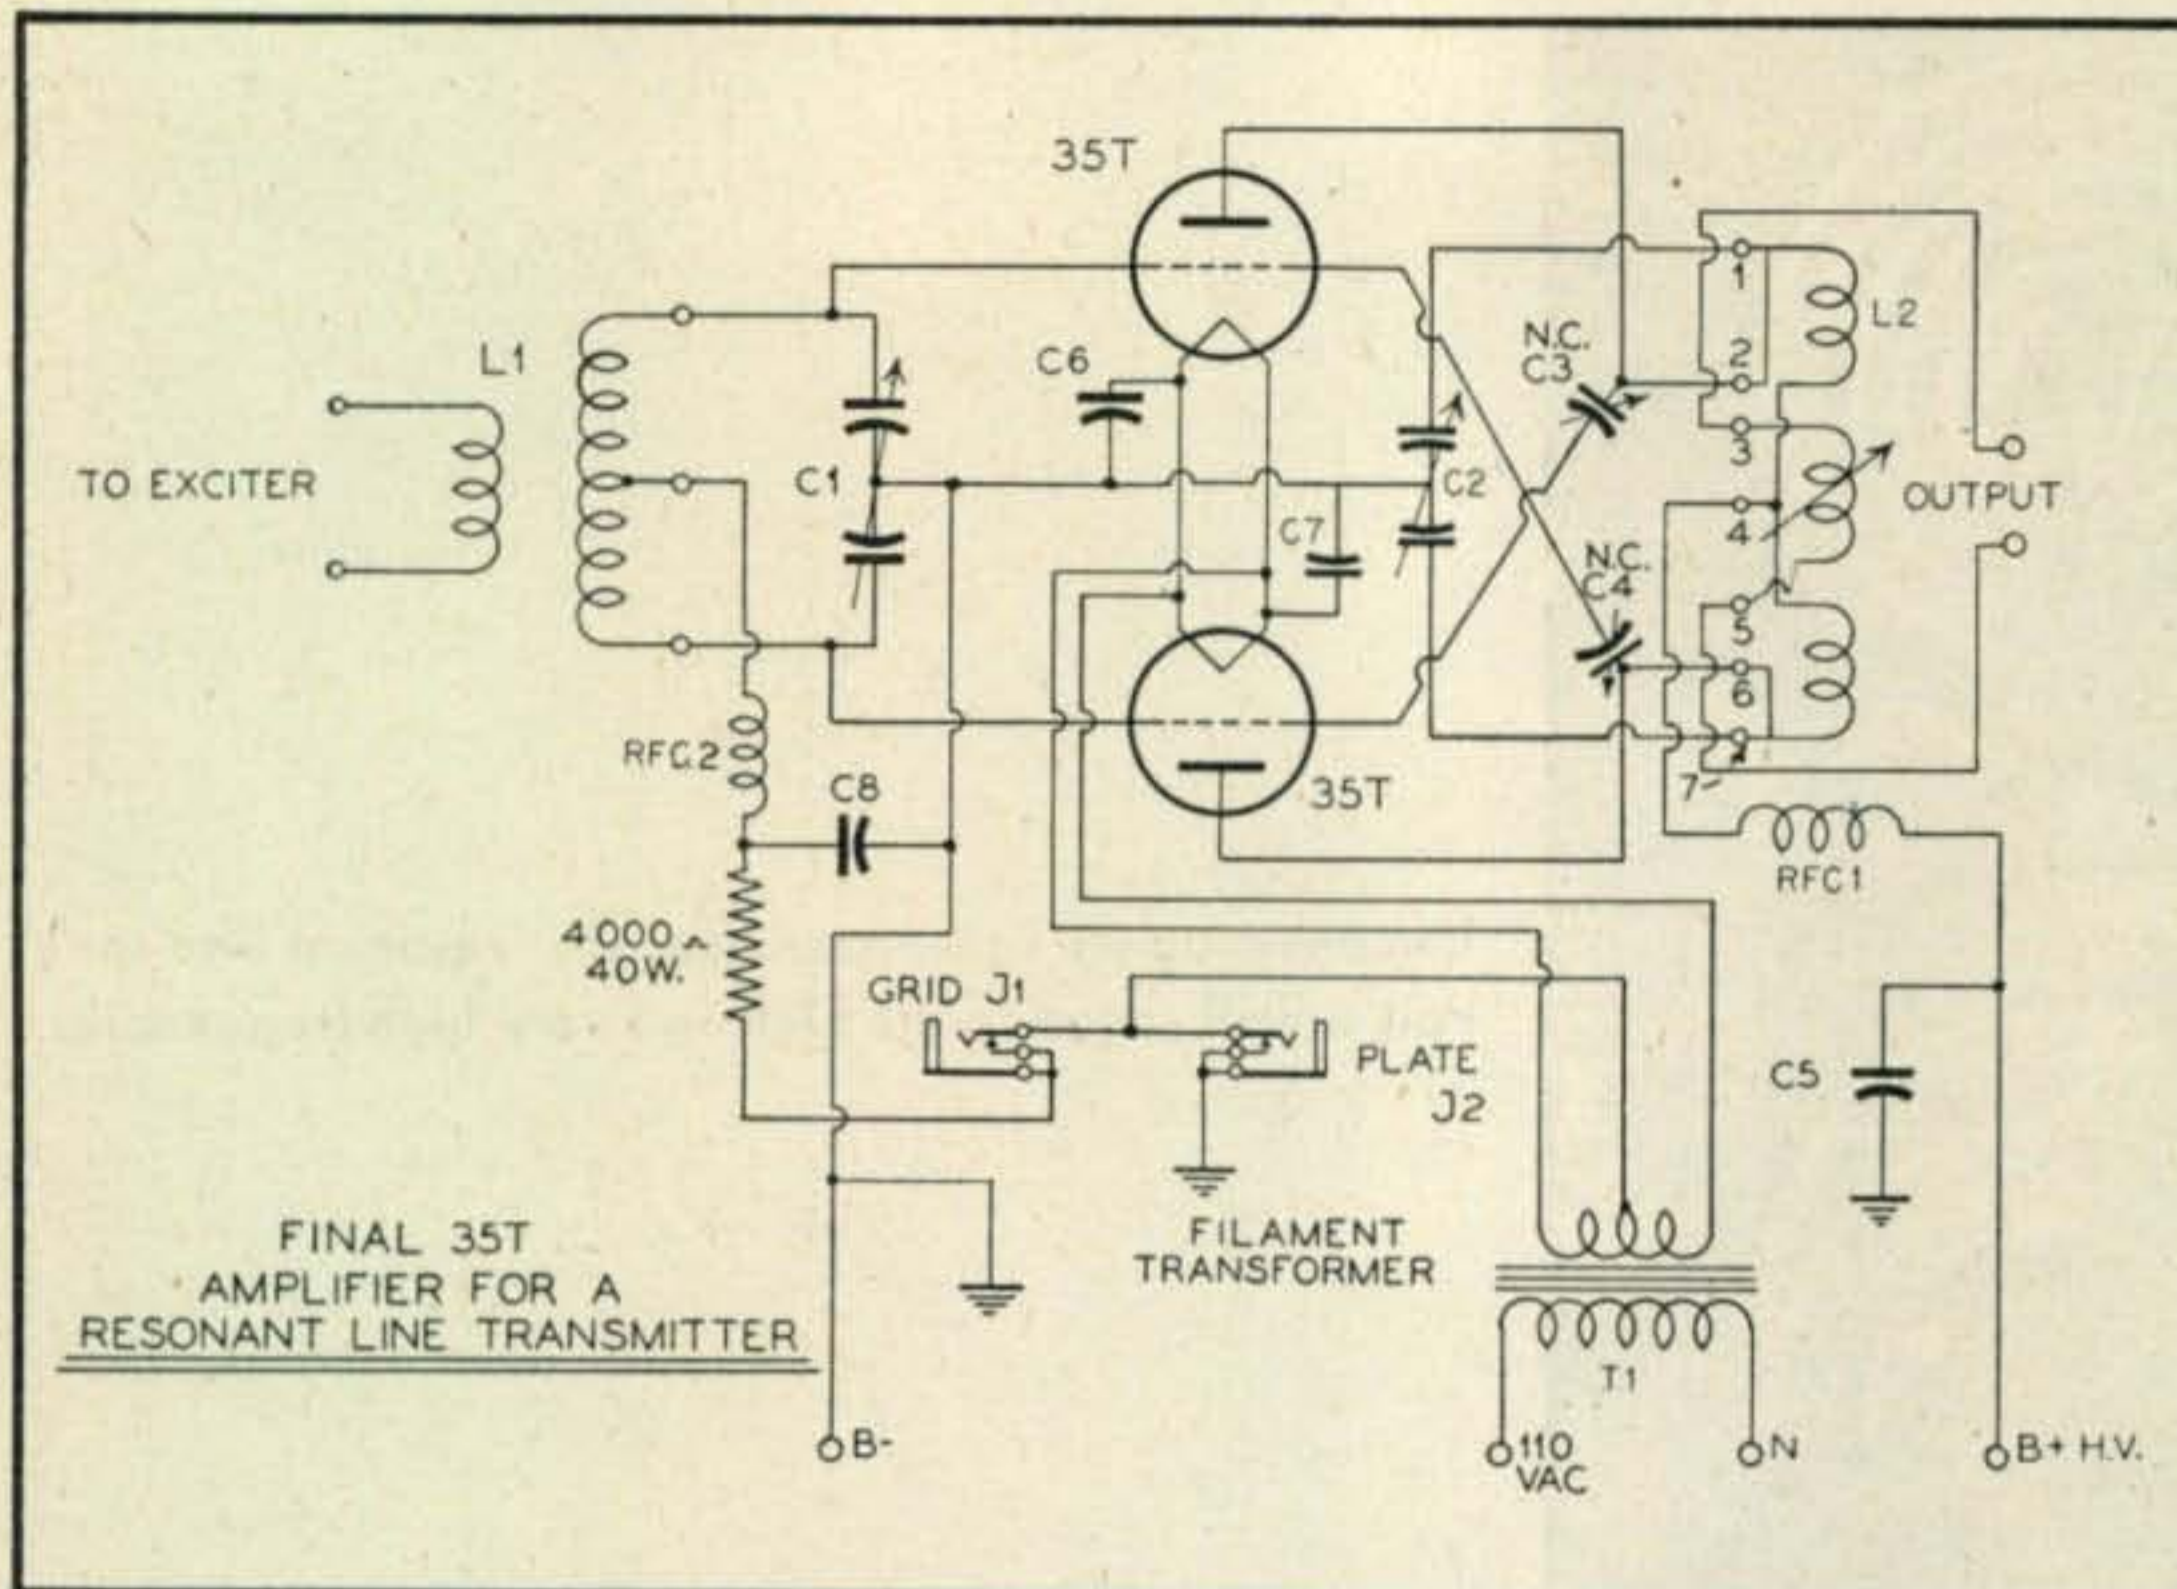 35T
L1
C6
N.C.
C3
1
L2
2
TO EXCITER
C1
C2
3
OUTPUT
C7
4
N.C.
C4
5
6
RFC2
7
35T
C8
RFC1
4000
40W.
GRID J1
PLATE
J2
C5
FINAL 35T
AMPLIFIER FOR A
RESONANT LINE TRANSMITTER
FILAMENT
TRANSFORMER
T1
B-
110
VAC
N
B+ H.V.